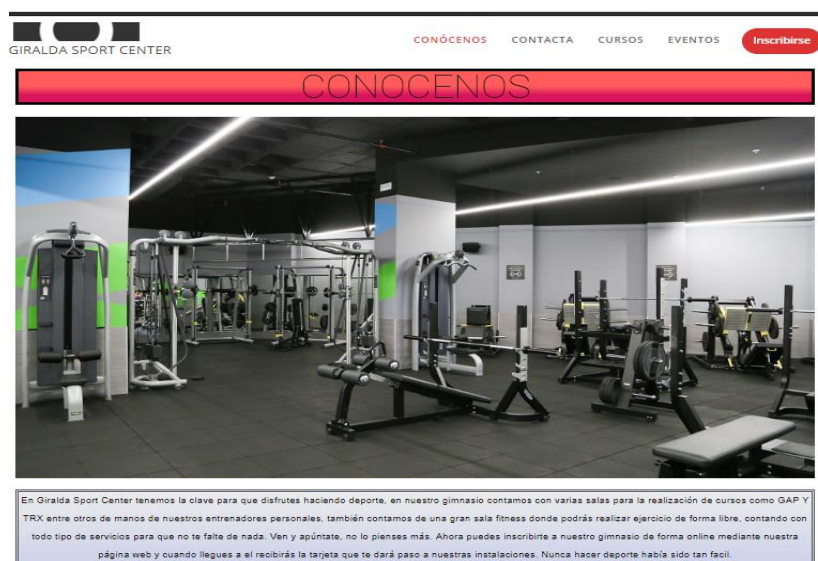 GIRALDA SPORT CENTER
CONÓCENOS CONTACTA CURSOS EVENTOS Inscribirse
CONOCENOS
En Giralda Sport Center tenemos la clave para que disfrutes haciendo deporte, en nuestro gimnasio contamos con varias salas para la realización de cursos como GAP Y
TRX entre otros de manos de nuestros entrenadores personales, también contamos de una gran sala fitness donde podrás realizar ejercicio de forma libre, contando con
todo tipo de servicios para que no te falte de nada. Ven y apúntate, no lo pienses más. Ahora puedes inscribirte a nuestro gimnasio de forma online mediante nuestra
página web y cuando llegues a el recibirás la tarjeta que te dará paso a nuestras instalaciones. Nunca hacer deporte había sido tan facil.